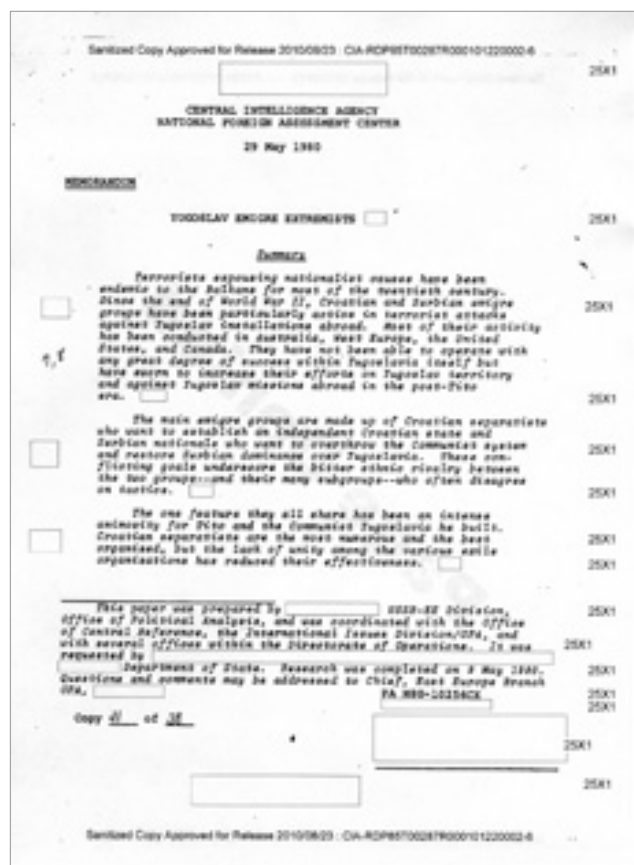 Sanitized Copy Approved for Release 2010/08/23 : CIA-RDP85T00287R000101220002-6
25X1
CENTRAL INTELLIGENCE AGENCY
NATIONAL FOREIGN ASSESSMENT CENTER
29 May 1980
MEMORANDUM
YUGOSLAV EMIGRE EXTREMISTS
25X1
Summary
Terrorists espousing nationalist causes have been
endemic to the Balkans for most of the twentieth century.
Since the end of World War II, Croatian and Serbian emigre
25X1
groups have been particularly active in terrorist attacks
against Yugoslav installations abroad. Most of their activity
has been conducted in Australia, West Europe, the United
States, and Canada. They have not been able to operate with
any great degree of success within Yugoslavia itself but
have sworn to increase their efforts on Yugoslav territory
and against Yugoslav missions abroad in the post-Tito
era.
25X1
The main emigre groups are made up of Croatian separatists
25X1
who want to establish an independent Croatian state and
Serbian nationals who want to overthrow the Communist system
25X1
and restore Serbian dominance over Yugoslavia. These con-
flicting goals underscore the bitter ethnic rivalry between
25X1
the two groups--and their many subgroups--who often disagree
on tactics.
25X1
The one feature they all share has been an intense
animosity for Tito and the Communist Yugoslavia he built.
Croatian separatists are the most numerous and the best
25X1
organized, but the lack of unity among the various exile
25X1
organizations has reduced their effectiveness.
25X1
This paper was prepared by USSR-EE Division,
25X1
Office of Political Analysis, and was coordinated with the Office
of Central Reference, the International Issues Division/OPA, and
with several offices within the Directorate of Operations. It was
25X1
requested by
25X1
Department of State. Research was completed on 8 May 1980.
25X1
Questions and comments may be addressed to Chief, East Europe Branch
OPA,
25X1
PA M80-10256CX
25X1
Copy of 38
25X1
25X1
Sanitized Copy Approved for Release 2010/08/23 : CIA-RDP85T00287R000101220002-6